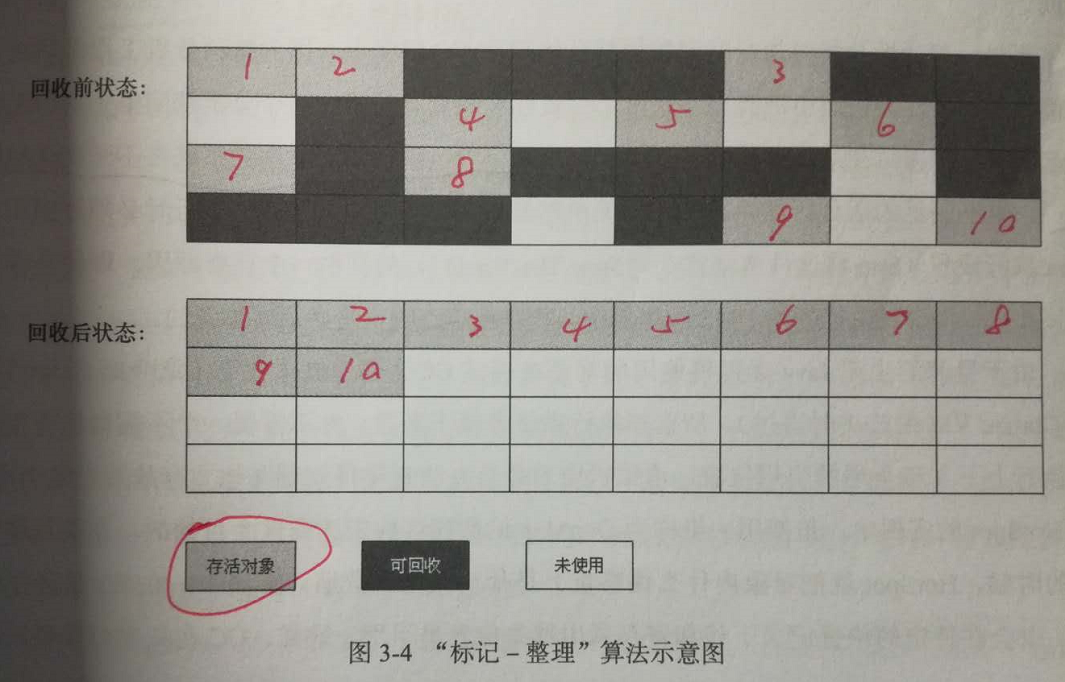 回收前状态：
1 2 3
4 5 6
7 8
9 10
回收后状态：
1 2 3 4 5 6 7 8
9 10
存活对象 可回收 未使用
图 3-4 “标记 – 整理”算法示意图